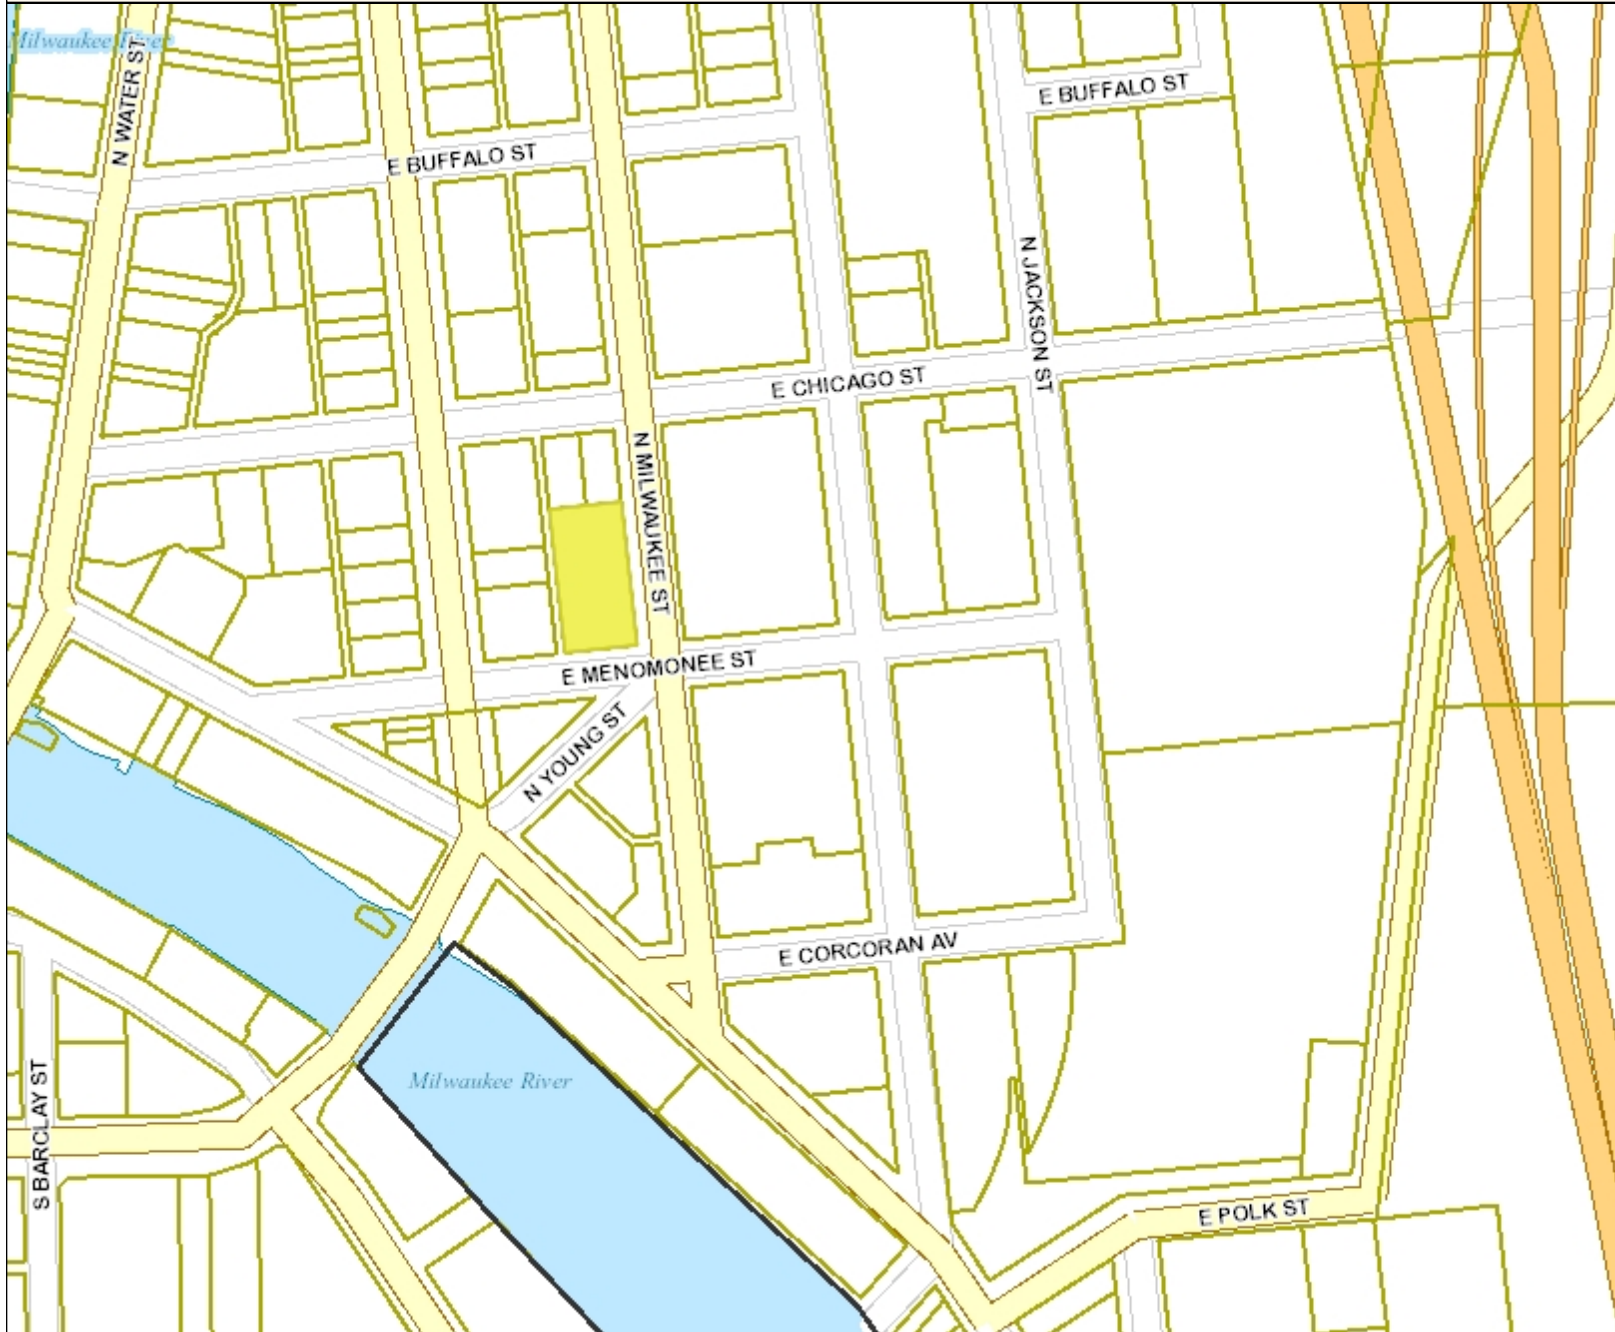 Milwaukee River
N WATER ST
E BUFFALO ST
E BUFFALO ST
N JACKSON ST
E CHICAGO ST
N MILWAUKEE ST
E MENOMONEE ST
N YOUNG ST
E CORCORAN AV
Milwaukee River
S BARCLAY ST
E POLK ST